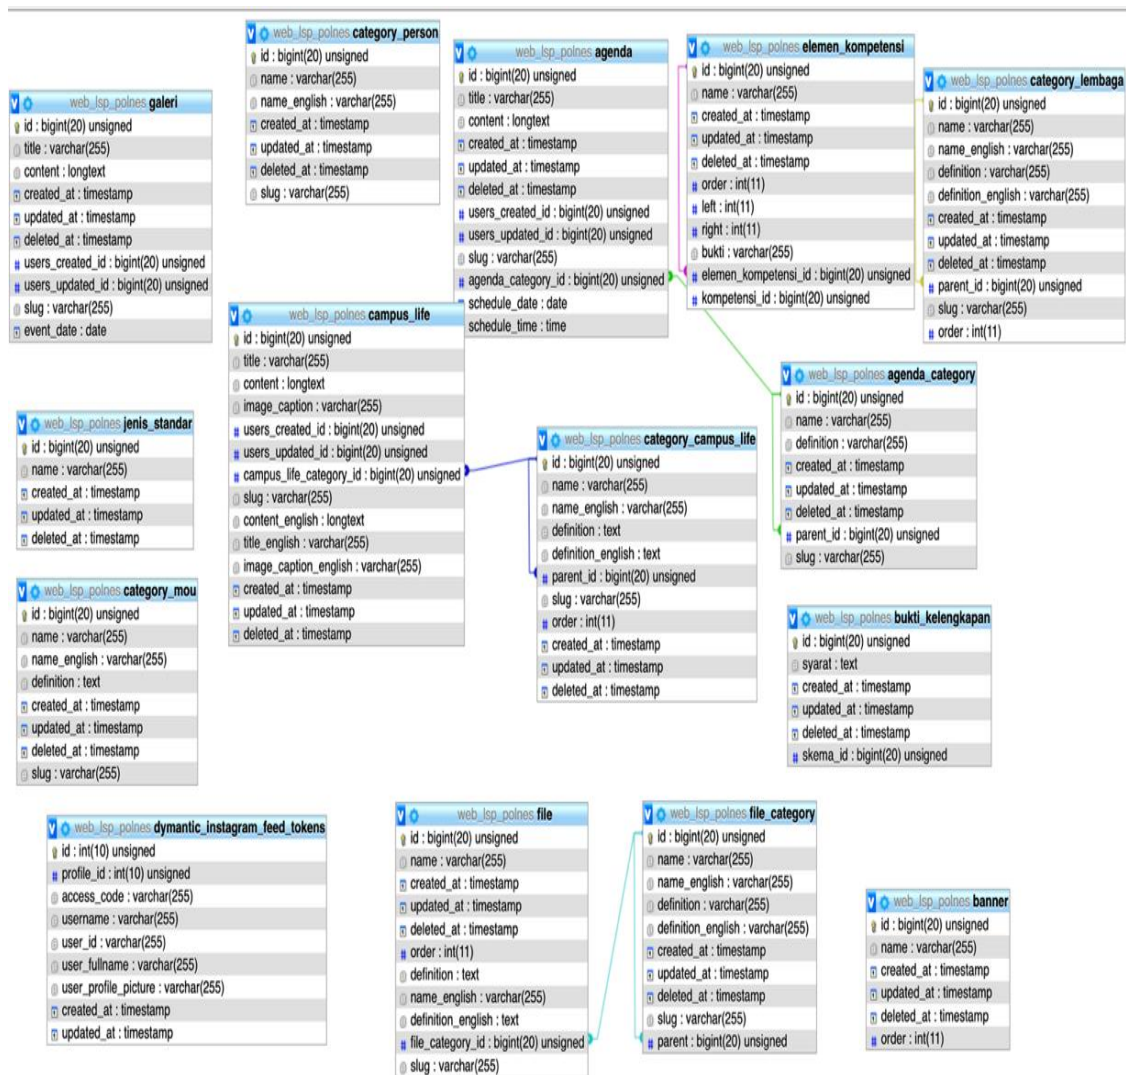 web_lsp_polnes galeri
id : bigint(20) unsigned
title : varchar(255)
content : longtext
created_at : timestamp
updated_at : timestamp
deleted_at : timestamp
users_created_id : bigint(20) unsigned
users_updated_id : bigint(20) unsigned
slug : varchar(255)
event_date : date
web_lsp_polnes category_person
id : bigint(20) unsigned
name : varchar(255)
name_english : varchar(255)
created_at : timestamp
updated_at : timestamp
deleted_at : timestamp
slug : varchar(255)
web_lsp_polnes agenda
id : bigint(20) unsigned
title : varchar(255)
content : longtext
created_at : timestamp
updated_at : timestamp
deleted_at : timestamp
users_created_id : bigint(20) unsigned
users_updated_id : bigint(20) unsigned
slug : varchar(255)
agenda_category_id : bigint(20) unsigned
schedule_date : date
schedule_time : time
web_lsp_polnes elemen_kompetensi
id : bigint(20) unsigned
name : varchar(255)
created_at : timestamp
updated_at : timestamp
deleted_at : timestamp
order : int(11)
left : int(11)
right : int(11)
bukti : varchar(255)
elemen_kompetensi_id : bigint(20) unsigned
kompetensi_id : bigint(20) unsigned
web_lsp_polnes category_lembaga
id : bigint(20) unsigned
name : varchar(255)
name_english : varchar(255)
definition : varchar(255)
definition_english : varchar(255)
created_at : timestamp
updated_at : timestamp
deleted_at : timestamp
parent_id : bigint(20) unsigned
slug : varchar(255)
order : int(11)
web_lsp_polnes campus_life
id : bigint(20) unsigned
title : varchar(255)
content : longtext
image_caption : varchar(255)
users_created_id : bigint(20) unsigned
users_updated_id : bigint(20) unsigned
campus_life_category_id : bigint(20) unsigned
slug : varchar(255)
content_english : longtext
title_english : varchar(255)
image_caption_english : varchar(255)
created_at : timestamp
updated_at : timestamp
deleted_at : timestamp
web_lsp_polnes agenda_category
id : bigint(20) unsigned
name : varchar(255)
definition : varchar(255)
created_at : timestamp
updated_at : timestamp
deleted_at : timestamp
parent_id : bigint(20) unsigned
slug : varchar(255)
web_lsp_polnes jenis_standar
id : bigint(20) unsigned
name : varchar(255)
created_at : timestamp
updated_at : timestamp
deleted_at : timestamp
web_lsp_polnes category_campus_life
id : bigint(20) unsigned
name : varchar(255)
name_english : varchar(255)
definition : text
definition_english : text
parent_id : bigint(20) unsigned
slug : varchar(255)
order : int(11)
created_at : timestamp
updated_at : timestamp
deleted_at : timestamp
web_lsp_polnes category_mou
id : bigint(20) unsigned
name : varchar(255)
name_english : varchar(255)
definition : text
created_at : timestamp
updated_at : timestamp
deleted_at : timestamp
slug : varchar(255)
web_lsp_polnes bukti_kelengkapan
id : bigint(20) unsigned
syarat : text
created_at : timestamp
updated_at : timestamp
deleted_at : timestamp
skema_id : bigint(20) unsigned
web_lsp_polnes dymantic_instagram_feed_tokens
id : int(10) unsigned
profile_id : int(10) unsigned
access_code : varchar(255)
username : varchar(255)
user_id : varchar(255)
user_fullname : varchar(255)
user_profile_picture : varchar(255)
created_at : timestamp
updated_at : timestamp
web_lsp_polnes file
id : bigint(20) unsigned
name : varchar(255)
created_at : timestamp
updated_at : timestamp
deleted_at : timestamp
order : int(11)
definition : text
name_english : varchar(255)
definition_english : text
file_category_id : bigint(20) unsigned
slug : varchar(255)
web_lsp_polnes file_category
id : bigint(20) unsigned
name : varchar(255)
name_english : varchar(255)
definition : varchar(255)
definition_english : varchar(255)
created_at : timestamp
updated_at : timestamp
deleted_at : timestamp
slug : varchar(255)
parent : bigint(20) unsigned
web_lsp_polnes banner
id : bigint(20) unsigned
name : varchar(255)
created_at : timestamp
updated_at : timestamp
deleted_at : timestamp
order : int(11)